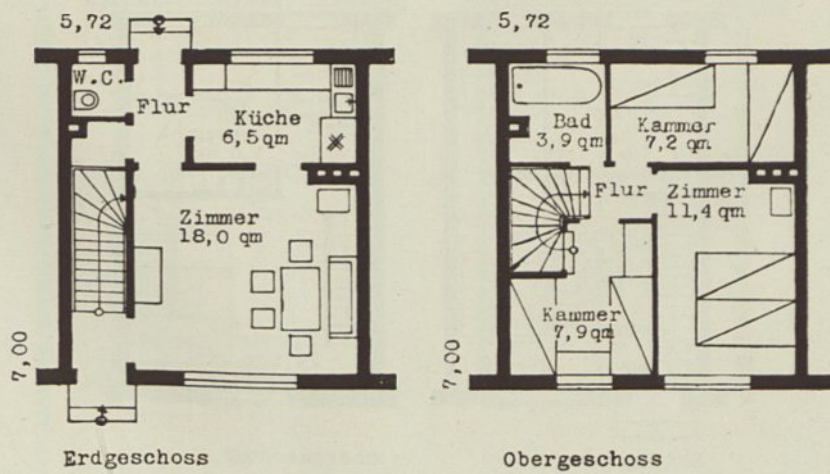 5,72
W.C.
Flur
Küche
6,5 qm
Zimmer
18,0 qm
7,00
Erdgeschoss
5,72
Bad
3,9 qm
Kammer
7,2 qm
Flur
Zimmer
11,4 qm
Kammer
7,9 qm
7,00
Obergeschoss